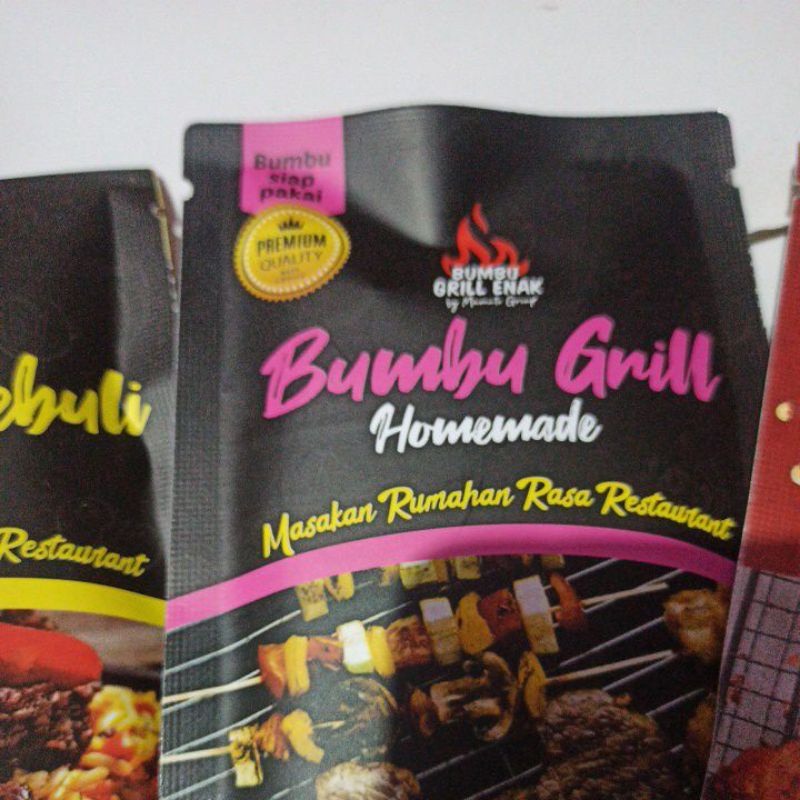 Bumbu
siap
pakai
PREMIUM
QUALITY
BUMBU
GRILL ENAK
Bumbu Grill
Homemade
Masakan Rumahan Rasa Restaurant
ebuli
Restaurant